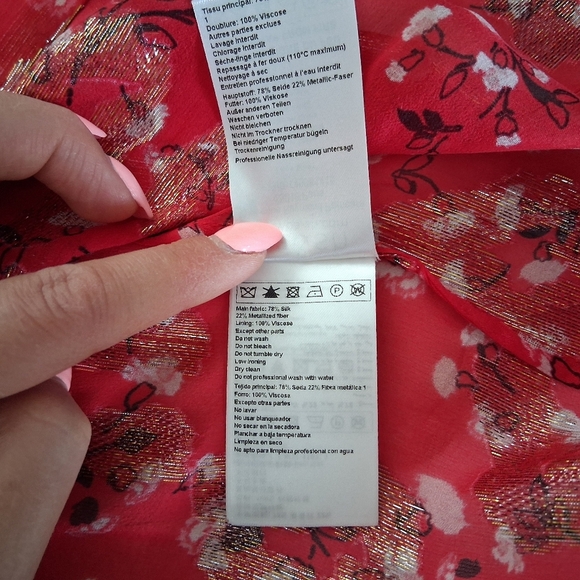 Tissu principal:
1
Doublure: 100% Viscose
Autres parties exclues
Lavage interdit
Chlorage interdit
Sèche-linge interdit
Repassage à fer doux (110°C maximum)
Nettoyage à sec
Entretien professionnel à l'eau interdit
Hauptstoff: 78% Seide 22% Metallic-Faser
Futter: 100% Viskose
Außer anderen Teilen
Waschen verboten
Nicht bleichen
Nicht im Trockner trocknen
Bei niedriger Temperatur bügeln
Trockenreinigung
Professionelle Nassreinigung untersagt
P
W
Main fabric: 78% Silk
22% Metallized fiber
Lining: 100% Viscose
Except other parts
Do not wash
Do not bleach
Do not tumble dry
Low ironing
Dry clean
Do not professional wash with water
Tejido principal: 78% Seda 22% Fibra metálica 1
Forro: 100% Viscosa
Excepto otras partes
No lavar
No usar blanqueador
No secar en la secadora
Planchar a baja temperatura
Limpieza en seco
No apto para limpieza profesional con agua